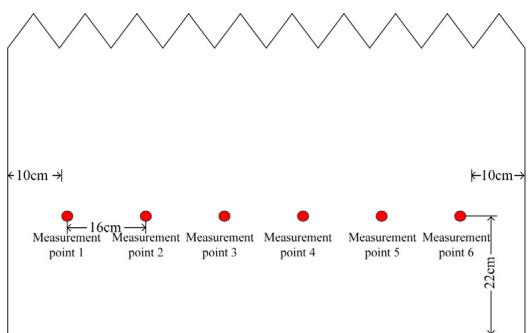 10cm
10cm
16cm
Measurement point 1
Measurement point 2
Measurement point 3
Measurement point 4
Measurement point 5
Measurement point 6
22cm